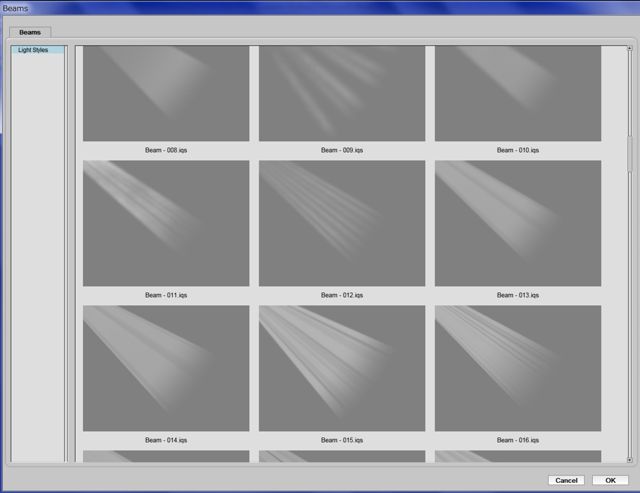 Beams
Beams
Light Styles
Beam - 008.iqs
Beam - 009.iqs
Beam - 010.iqs
Beam - 011.iqs
Beam - 012.iqs
Beam - 013.iqs
Beam - 014.iqs
Beam - 015.iqs
Beam - 016.iqs
Cancel
OK